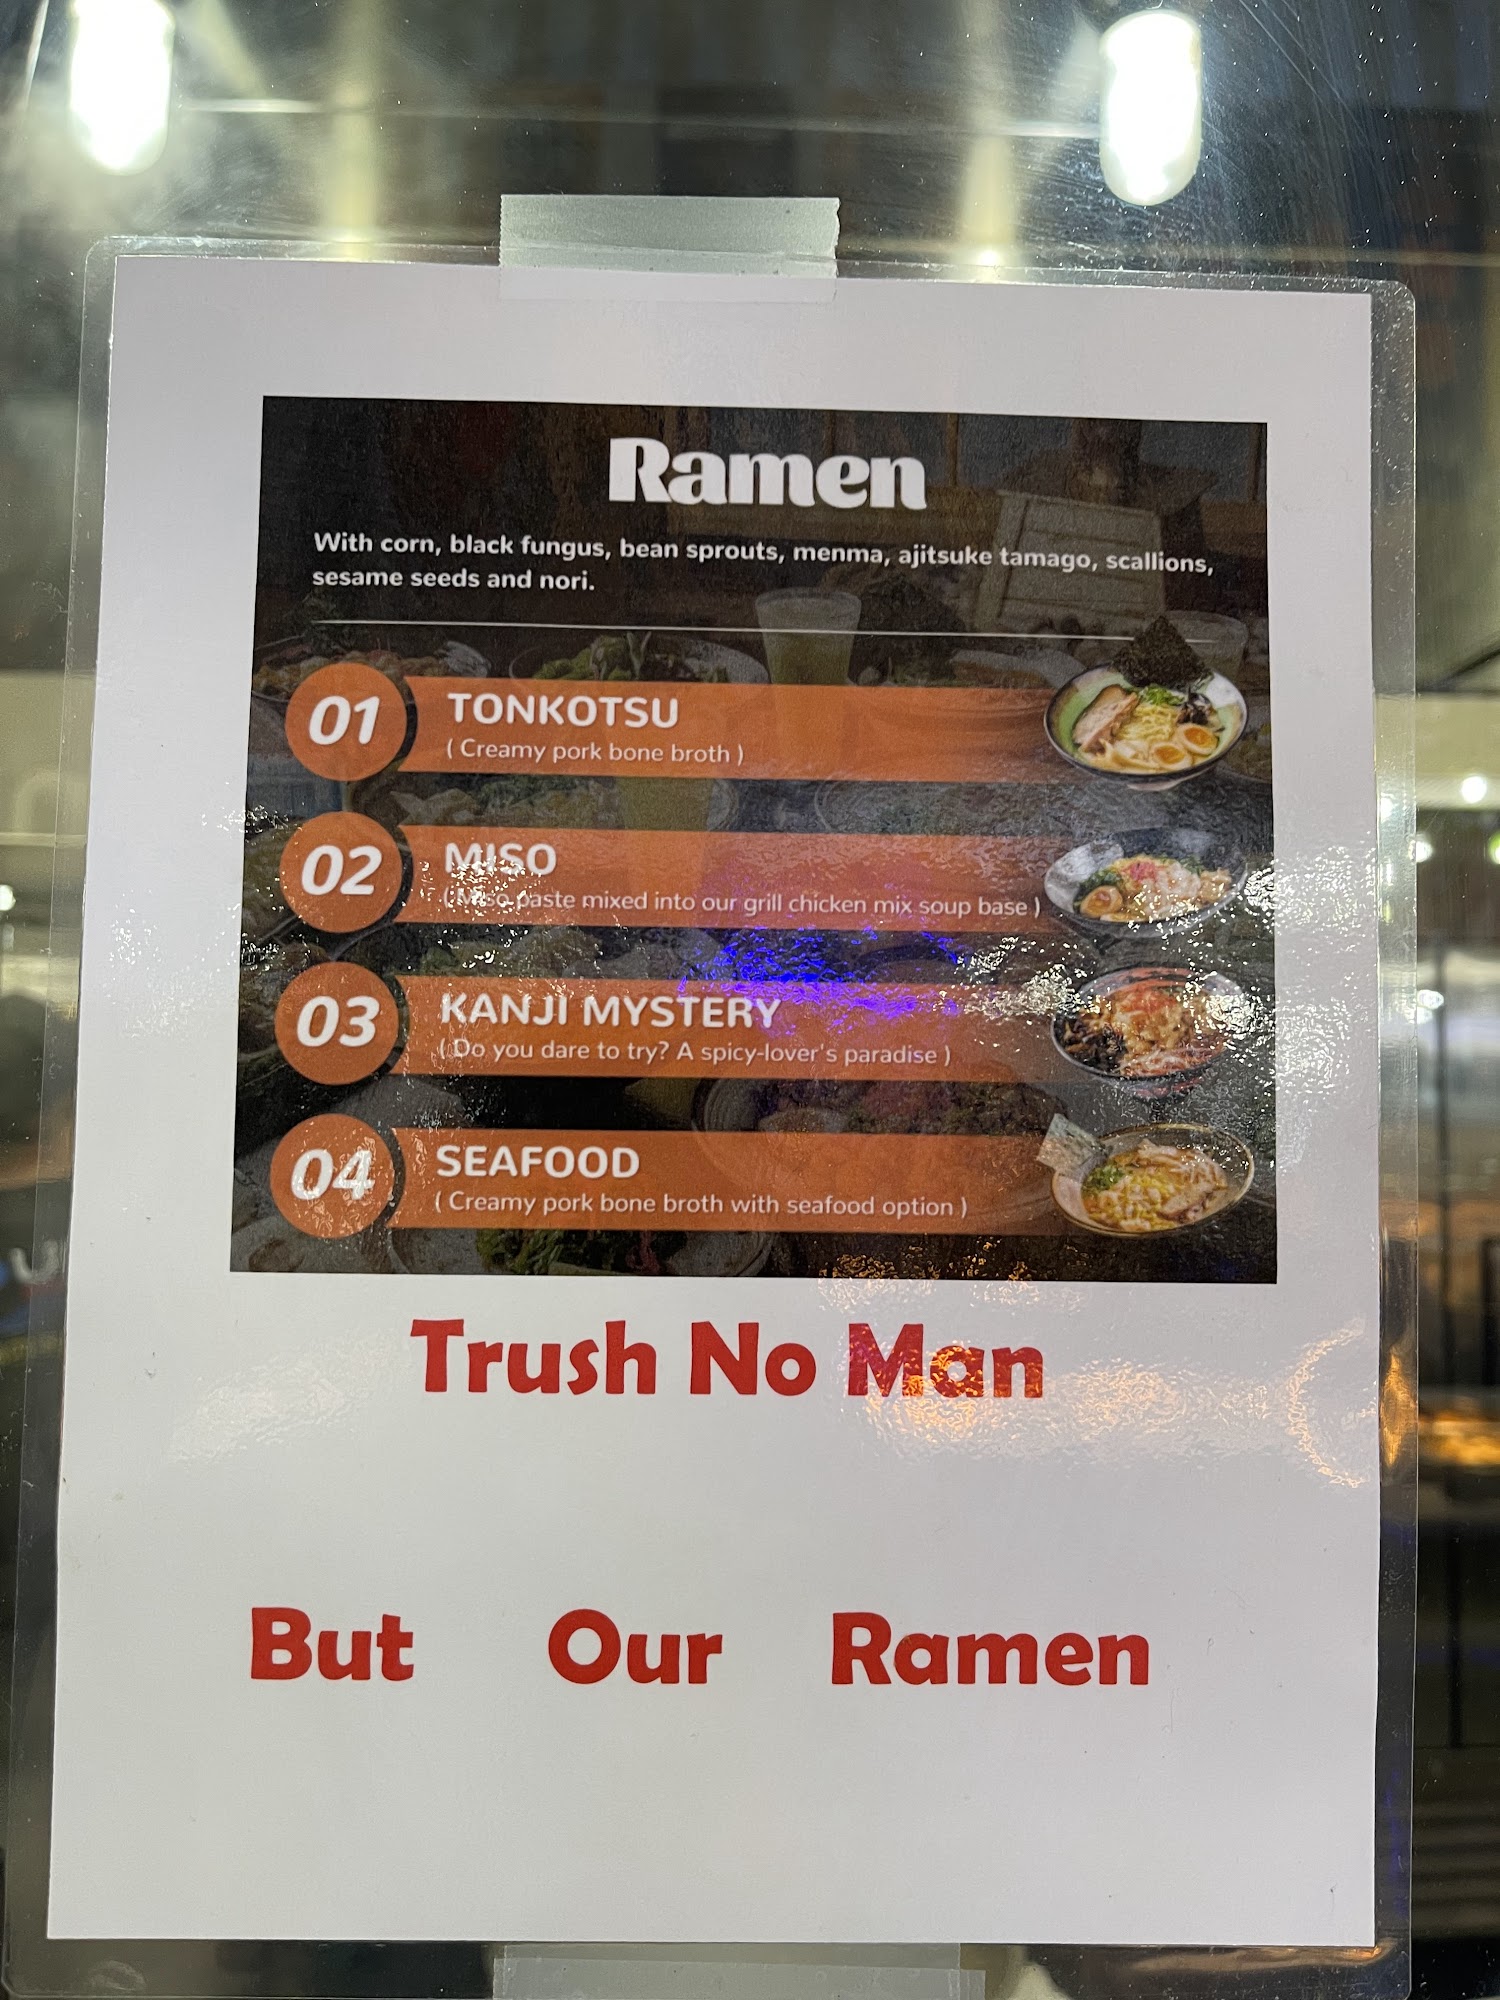 Ramen
With corn, black fungus, bean sprouts, menma, ajitsuke tamago, scallions,
sesame seeds and nori.
01
TONKOTSU
( Creamy pork bone broth )
02
MISO
( Miso paste mixed into our grill chicken mix soup base )
03
KANJI MYSTERY
( Do you dare to try? A spicy-lover's paradise )
04
SEAFOOD
( Creamy pork bone broth with seafood option )
Trush No Man
But Our Ramen